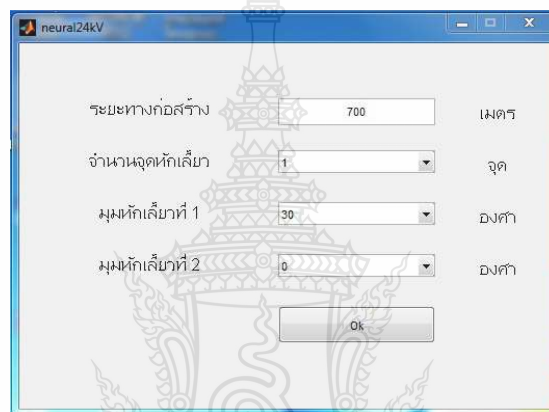 neural24kV
ระยะทางก่อสร้าง 700 เมตร
จำนวนจุดหักเลี้ยว 1 จุด
มุมหักเลี้ยวที่ 1 30 องศา
มุมหักเลี้ยวที่ 2 0 องศา
Ok